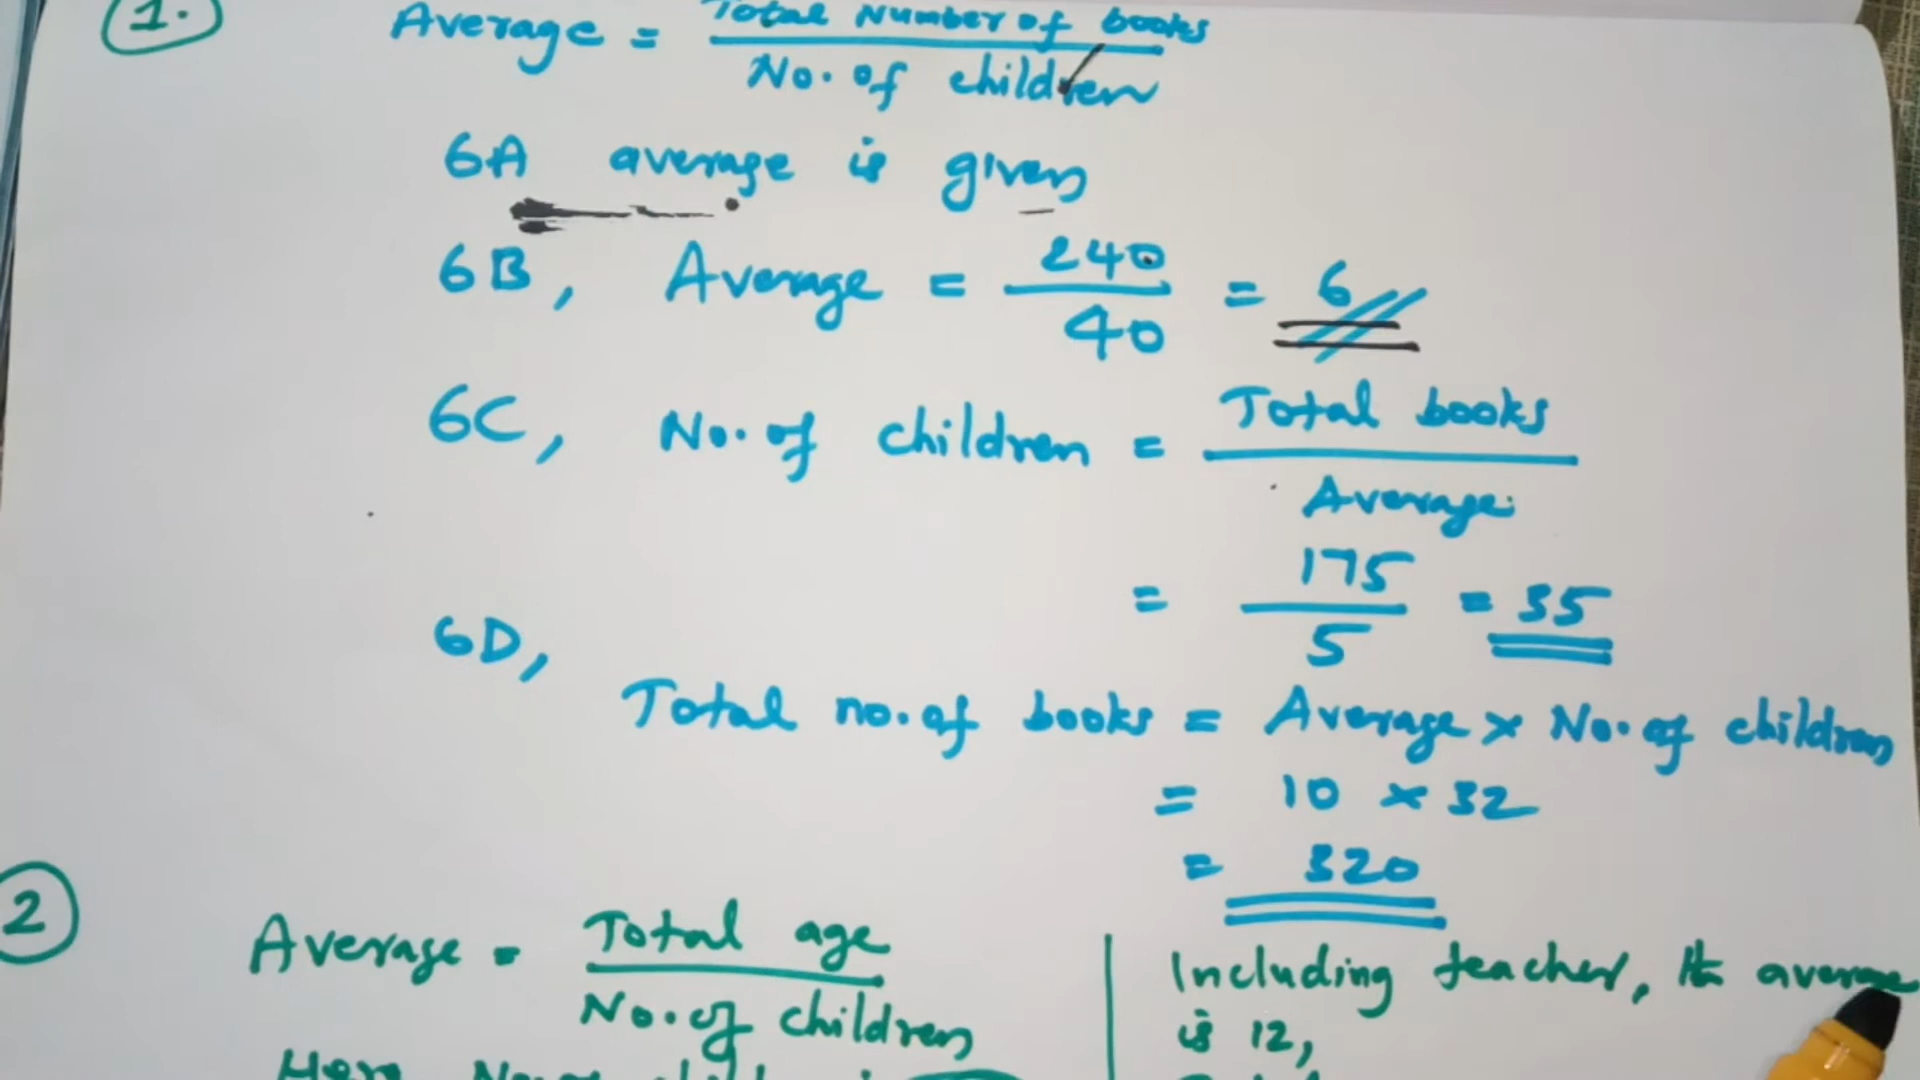 1.
Average = Total Number of books / No. of children
6A average is given
6B, Average = 240 / 40 = 6
6C, No. of children = Total books / Average
= 175 / 5 = 35
6D,
Total no. of books = Average × No. of children
= 10 × 32
= 320
2
Average = Total age / No. of children
Including teacher, the average
is 12,